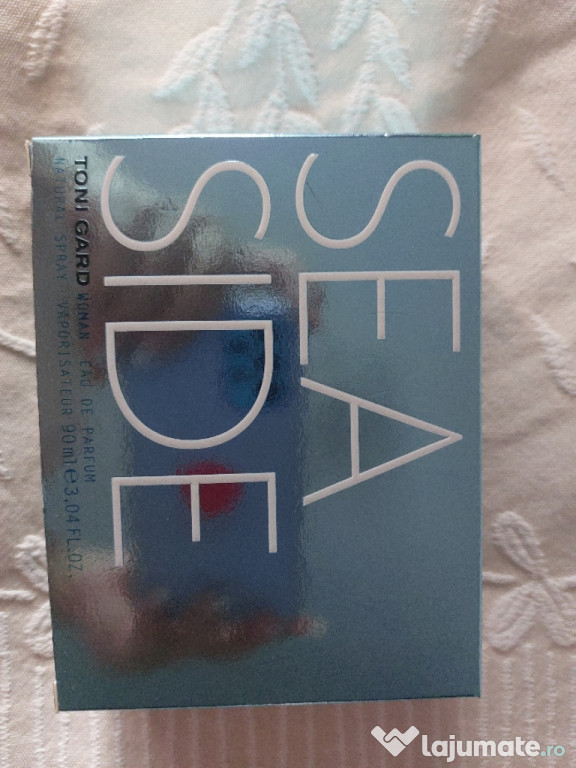 SEA
SIDE
TONI GARD WOMAN EAU DE PARFUM
NATURAL SPRAY VAPORISATEUR 90ml e 3.04 FL.OZ.
lajumate.ro